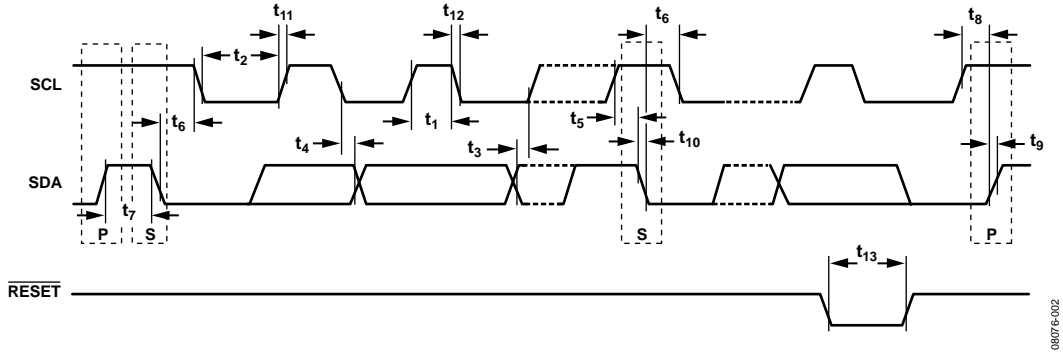 t11 t12 t6 t8
t2
SCL
t6 t1 t5 t10
t4 t3 t9
SDA
t7
P S S P
t13
RESET
08076-002